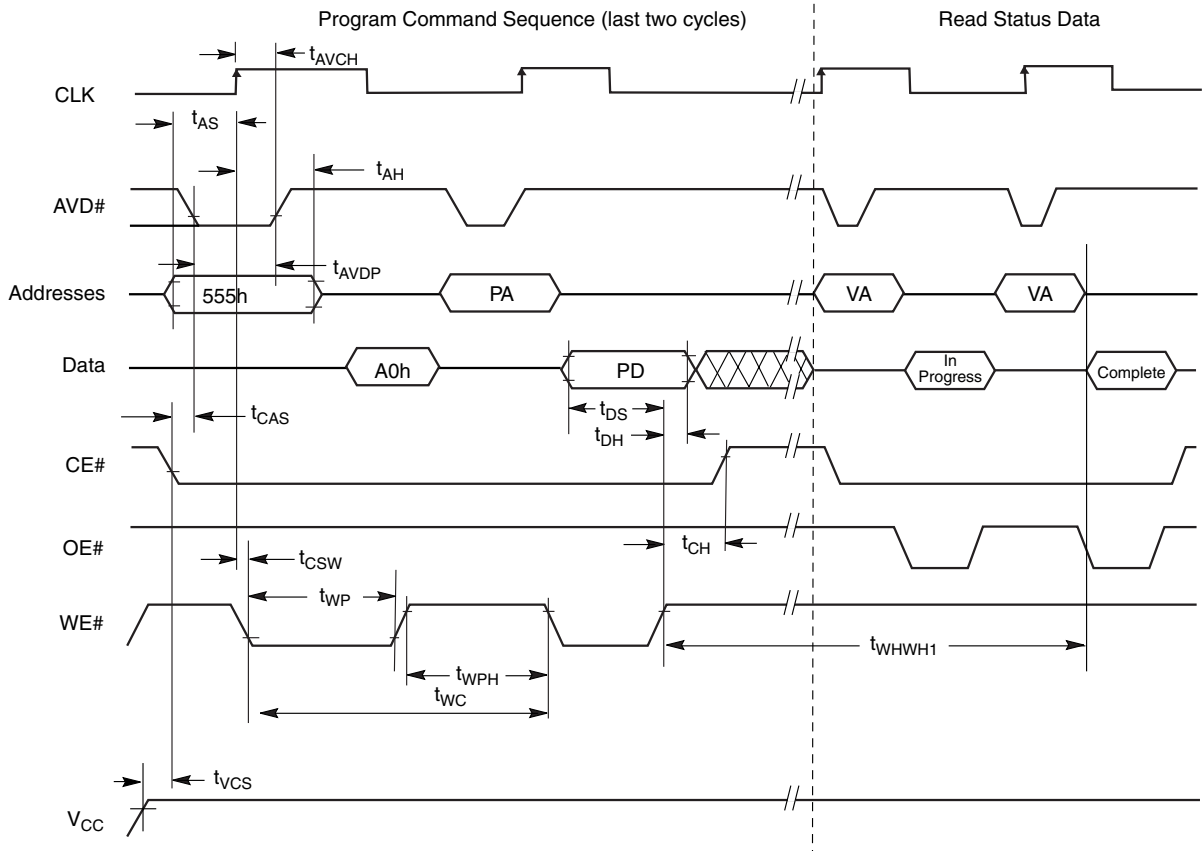 Program Command Sequence (last two cycles)
Read Status Data
tAVCH
CLK
tAS
tAH
AVD#
tAVDP
Addresses
555h
PA
VA
VA
Data
A0h
PD
In
Progress
Complete
tCAS
tDS
tDH
CE#
OE#
tCSW
tCH
tWP
WE#
tWHWH1
tWPH
tWC
tVCS
VCC